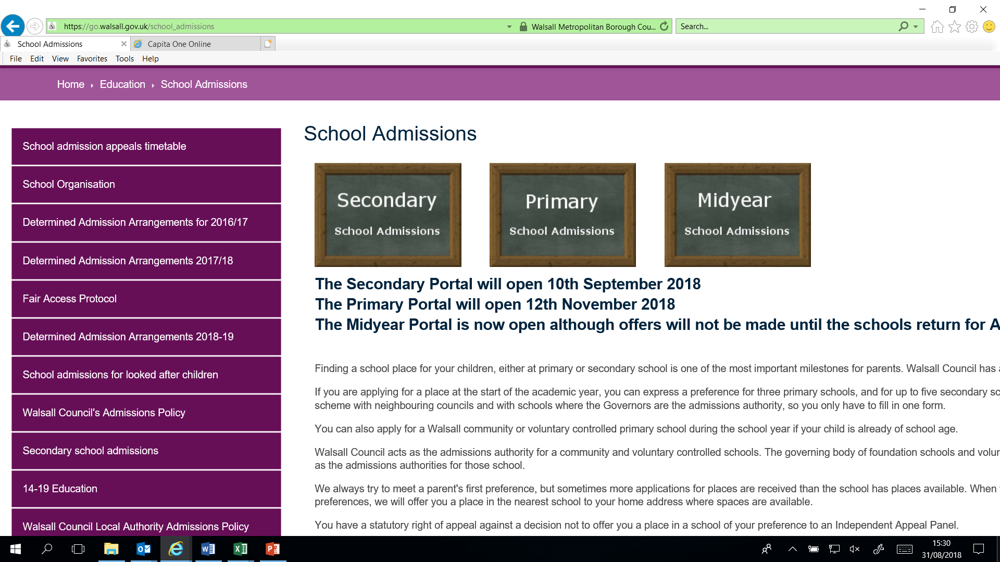 https://go.walsall.gov.uk/school_admissions
Walsall Metropolitan Borough Cou...
Search...
School Admissions
Capita One Online
File Edit View Favorites Tools Help
Home Education School Admissions
School admission appeals timetable
School Organisation
Determined Admission Arrangements for 2016/17
Determined Admission Arrangements 2017/18
Fair Access Protocol
Determined Admission Arrangements 2018-19
School admissions for looked after children
Walsall Council's Admissions Policy
Secondary school admissions
14-19 Education
Walsall Council Local Authority Admissions Policy
School Admissions
Secondary
School Admissions
Primary
School Admissions
Midyear
School Admissions
The Secondary Portal will open 10th September 2018
The Primary Portal will open 12th November 2018
The Midyear Portal is now open although offers will not be made until the schools return for A
Finding a school place for your children, either at primary or secondary school is one of the most important milestones for parents. Walsall Council has a
If you are applying for a place at the start of the academic year, you can express a preference for three primary schools, and for up to five secondary sc
scheme with neighbouring councils and with schools where the Governors are the admissions authority, so you only have to fill in one form.
You can also apply for a Walsall community or voluntary controlled primary school during the school year if your child is already of school age.
Walsall Council acts as the admissions authority for a community and voluntary controlled schools. The governing body of foundation schools and volun
as the admissions authorities for those school.
We always try to meet a parent's first preference, but sometimes more applications for places are received than the school has places available. When
preferences, we will offer you a place in the nearest school to your home address where spaces are available.
You have a statutory right of appeal against a decision not to offer you a place in a school of your preference to an Independent Appeal Panel.
15:30
31/08/2018